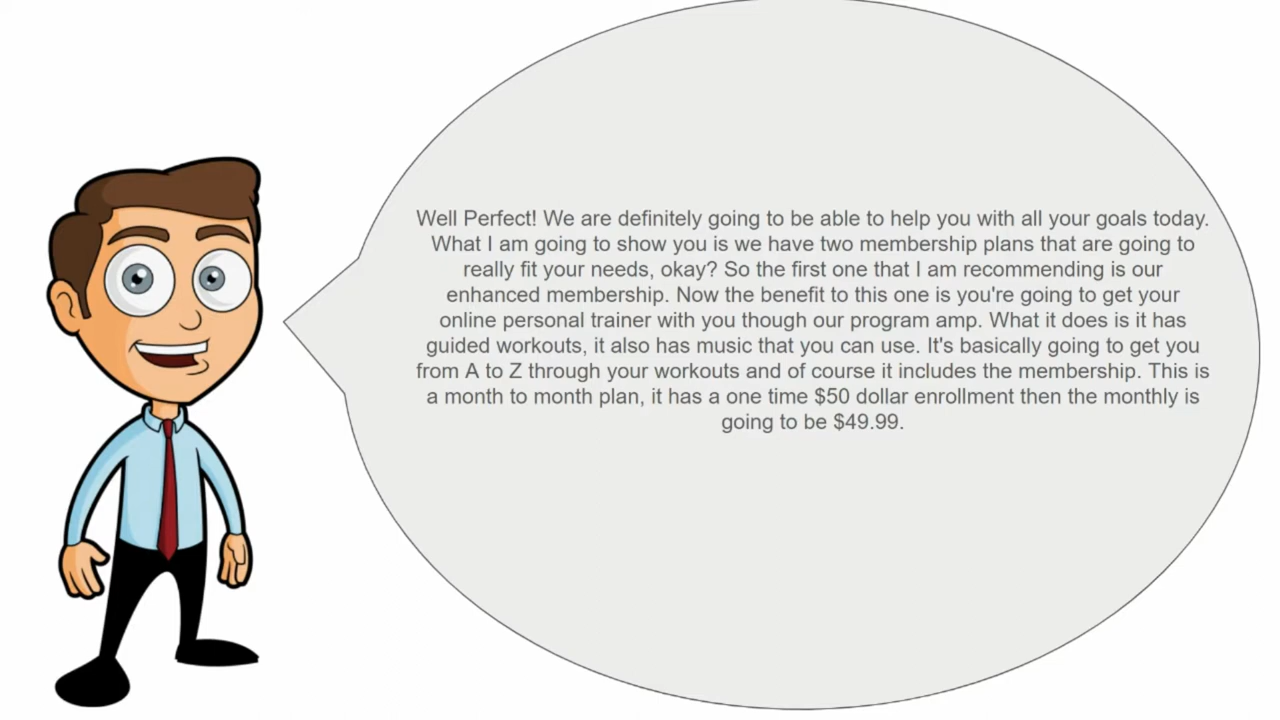 Well Perfect! We are definitely going to be able to help you with all your goals today.
What I am going to show you is we have two membership plans that are going to
really fit your needs, okay? So the first one that I am recommending is our
enhanced membership. Now the benefit to this one is you're going to get your
online personal trainer with you though our program amp. What it does is it has
guided workouts, it also has music that you can use. It's basically going to get you
from A to Z through your workouts and of course it includes the membership. This is
a month to month plan, it has a one time $50 dollar enrollment then the monthly is
going to be $49.99.